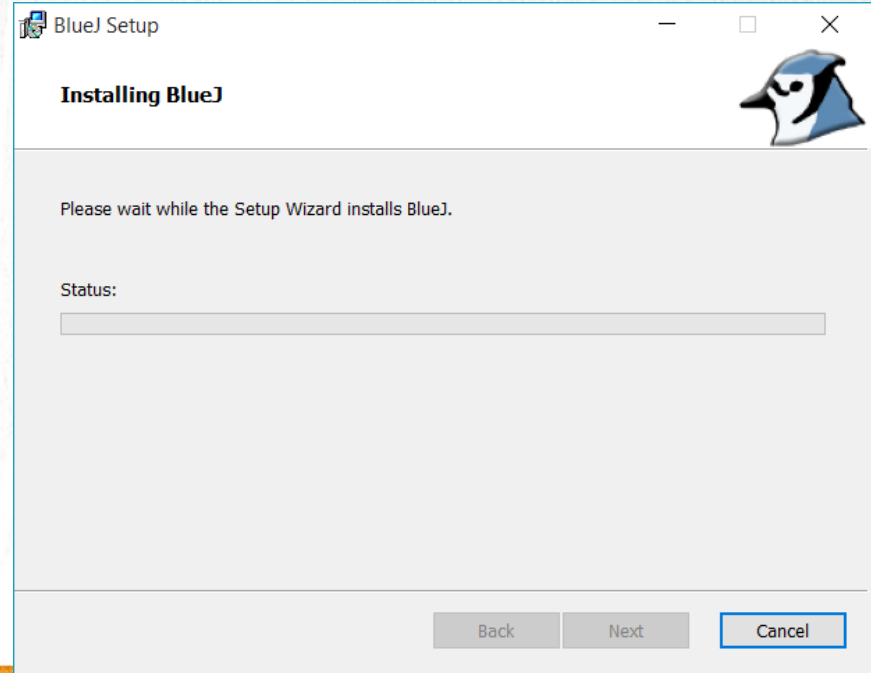 BlueJ Setup
Installing BlueJ
Please wait while the Setup Wizard installs BlueJ.
Status:
Back Next Cancel